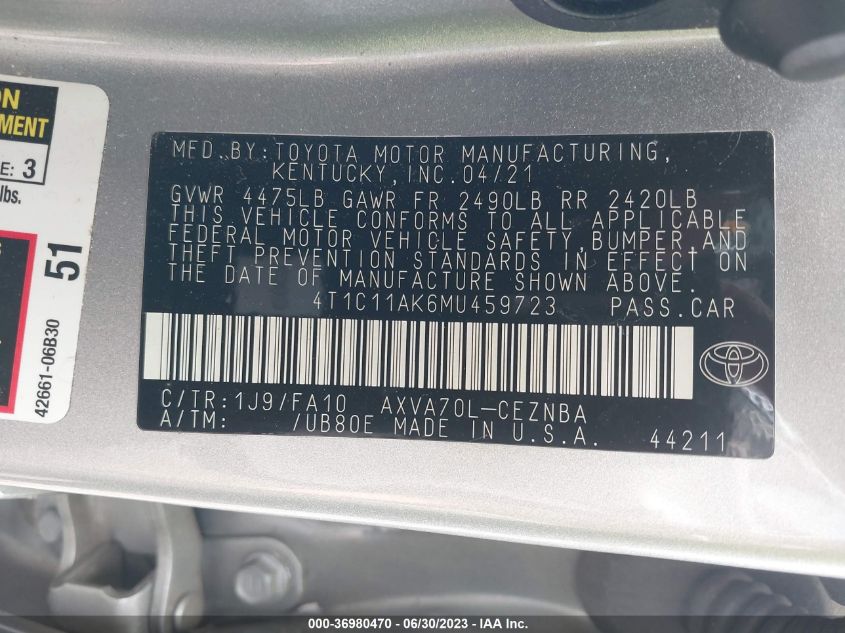 ON
MENT
E: 3
lbs.
51
42661-06B30
MFD.BY:TOYOTA MOTOR MANUFACTURING,
KENTUCKY, INC. 04/21
GVWR 4475LB GAWR FR 2490LB RR 2420LB
THIS VEHICLE CONFORMS TO ALL APPLICABLE
FEDERAL MOTOR VEHICLE SAFETY, BUMPER, AND
THEFT PREVENTION STANDARDS IN EFFECT ON
THE DATE OF MANUFACTURE SHOWN ABOVE.
4T1C11AK6MU459723 PASS.CAR
C/TR:1J9/FA10 AXVA70L-CEZNBA
A/TM: /UB80E MADE IN U.S.A. 44211
000-36980470 - 06/30/2023 - IAAI.COM